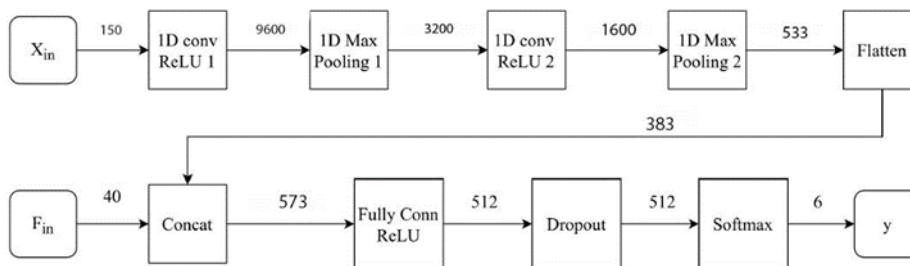 X_in
150
1D conv
ReLU 1
9600
1D Max
Pooling 1
3200
1D conv
ReLU 2
1600
1D Max
Pooling 2
533
Flatten
383
F_in
40
Concat
573
Fully Conn
ReLU
512
Dropout
512
Softmax
6
y